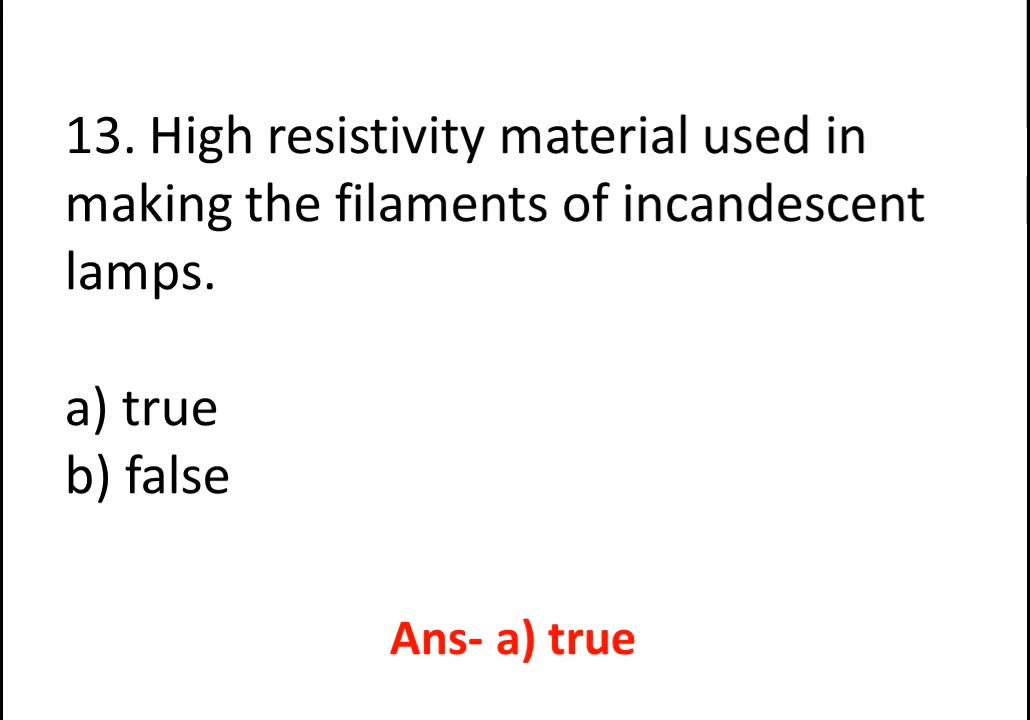 13. High resistivity material used in
making the filaments of incandescent
lamps.
a) true
b) false
Ans- a) true